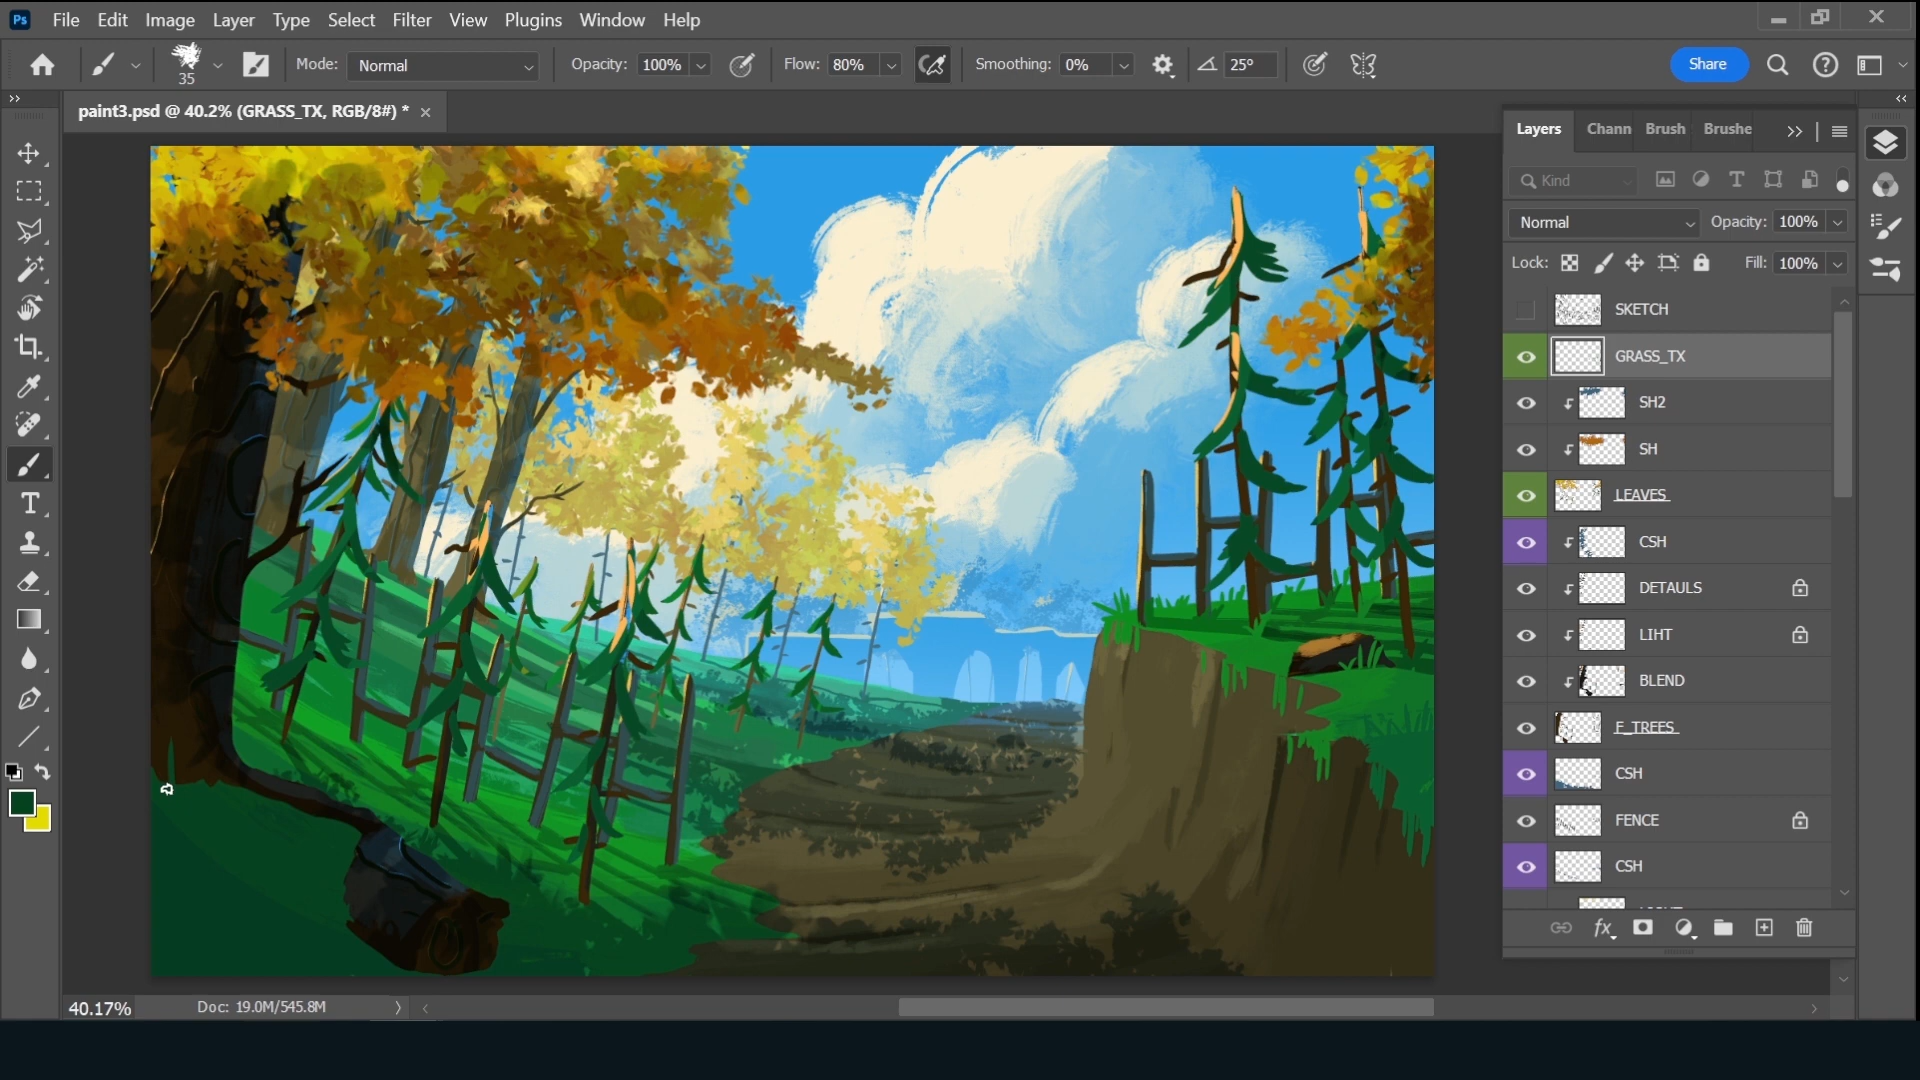 Ps File Edit Image Layer Type Select Filter View Plugins Window Help
35 Mode: Normal Opacity: 100% Flow: 80% Smoothing: 0% 25° Share
paint3.psd @ 40.2% (GRASS_TX, RGB/8#) *
Layers Chann Brush Brushe
Kind
Normal Opacity: 100%
Lock: Fill: 100%
SKETCH
GRASS_TX
SH2
SH
LEAVES
CSH
DETAULS
LIHT
BLEND
F_TREES
CSH
FENCE
CSH
fx
40.17% Doc: 19.0M/545.8M